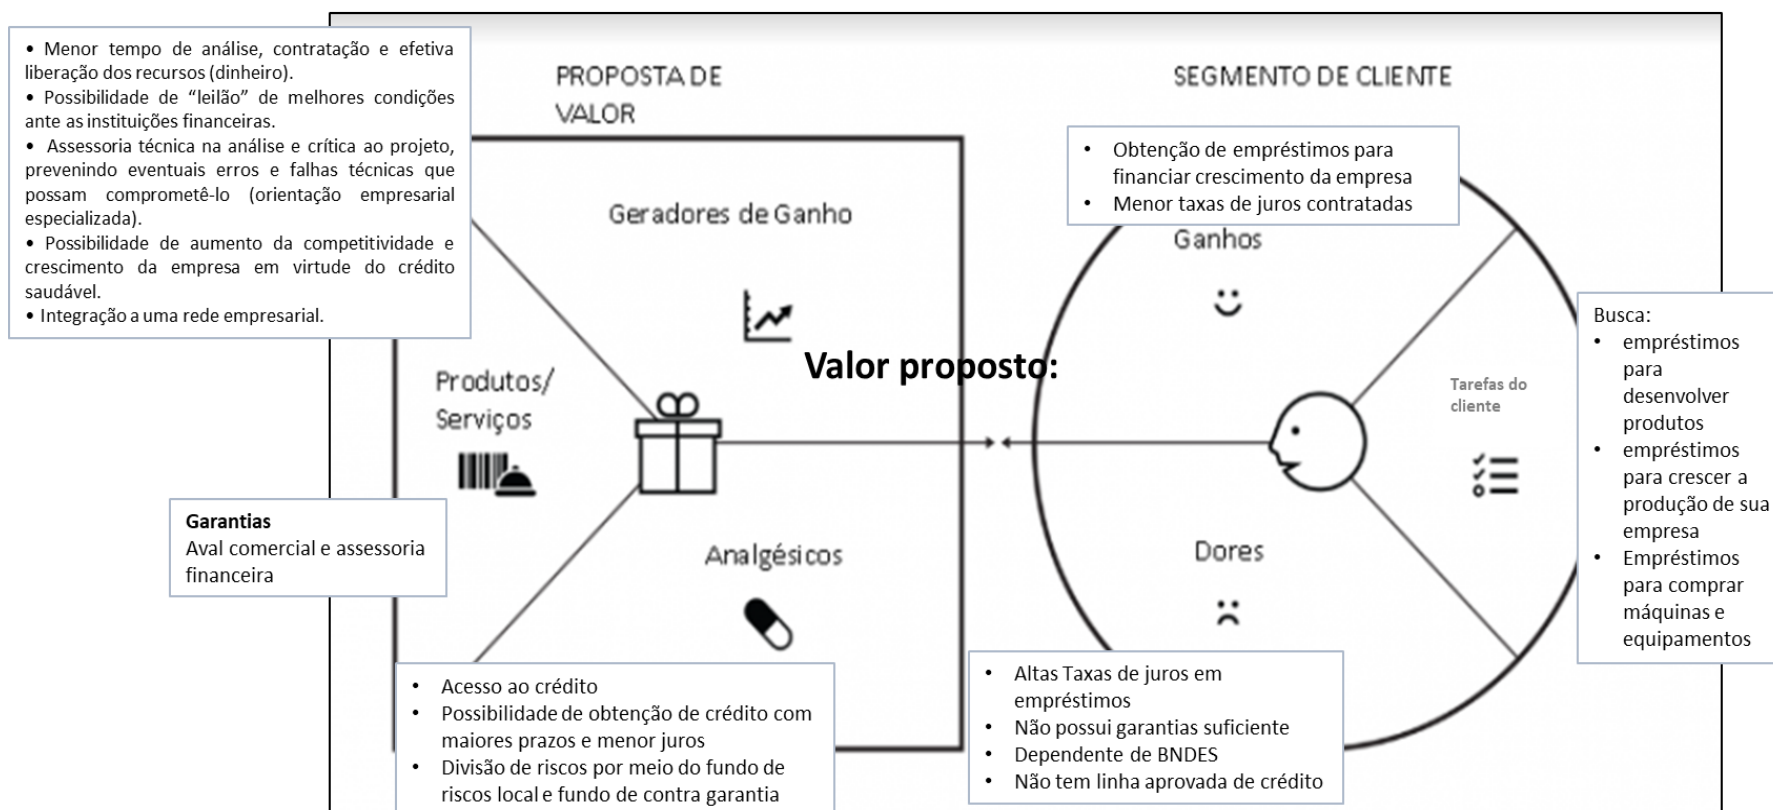 • Menor tempo de análise, contratação e efetiva
liberação dos recursos (dinheiro).
• Possibilidade de “leilão” de melhores condições
ante as instituições financeiras.
• Assessoria técnica na análise e crítica ao projeto,
prevenindo eventuais erros e falhas técnicas que
possam comprometê-lo (orientação empresarial
especializada).
• Possibilidade de aumento da competitividade e
crescimento da empresa em virtude do crédito
saudável.
• Integração a uma rede empresarial.
PROPOSTA DE
VALOR
Geradores de Ganho
Produtos/
Serviços
Garantias
Aval comercial e assessoria
financeira
Analgésicos
• Acesso ao crédito
• Possibilidade de obtenção de crédito com
maiores prazos e menor juros
• Divisão de riscos por meio do fundo de
riscos local e fundo de contra garantia
Valor proposto:
SEGMENTO DE CLIENTE
• Obtenção de empréstimos para
financiar crescimento da empresa
• Menor taxas de juros contratadas
Ganhos
Tarefas do
cliente
Busca:
• empréstimos
para
desenvolver
produtos
• empréstimos
para crescer a
produção de sua
empresa
• Empréstimos
para comprar
máquinas e
equipamentos
Dores
• Altas Taxas de juros em
empréstimos
• Não possui garantias suficiente
• Dependente de BNDES
• Não tem linha aprovada de crédito